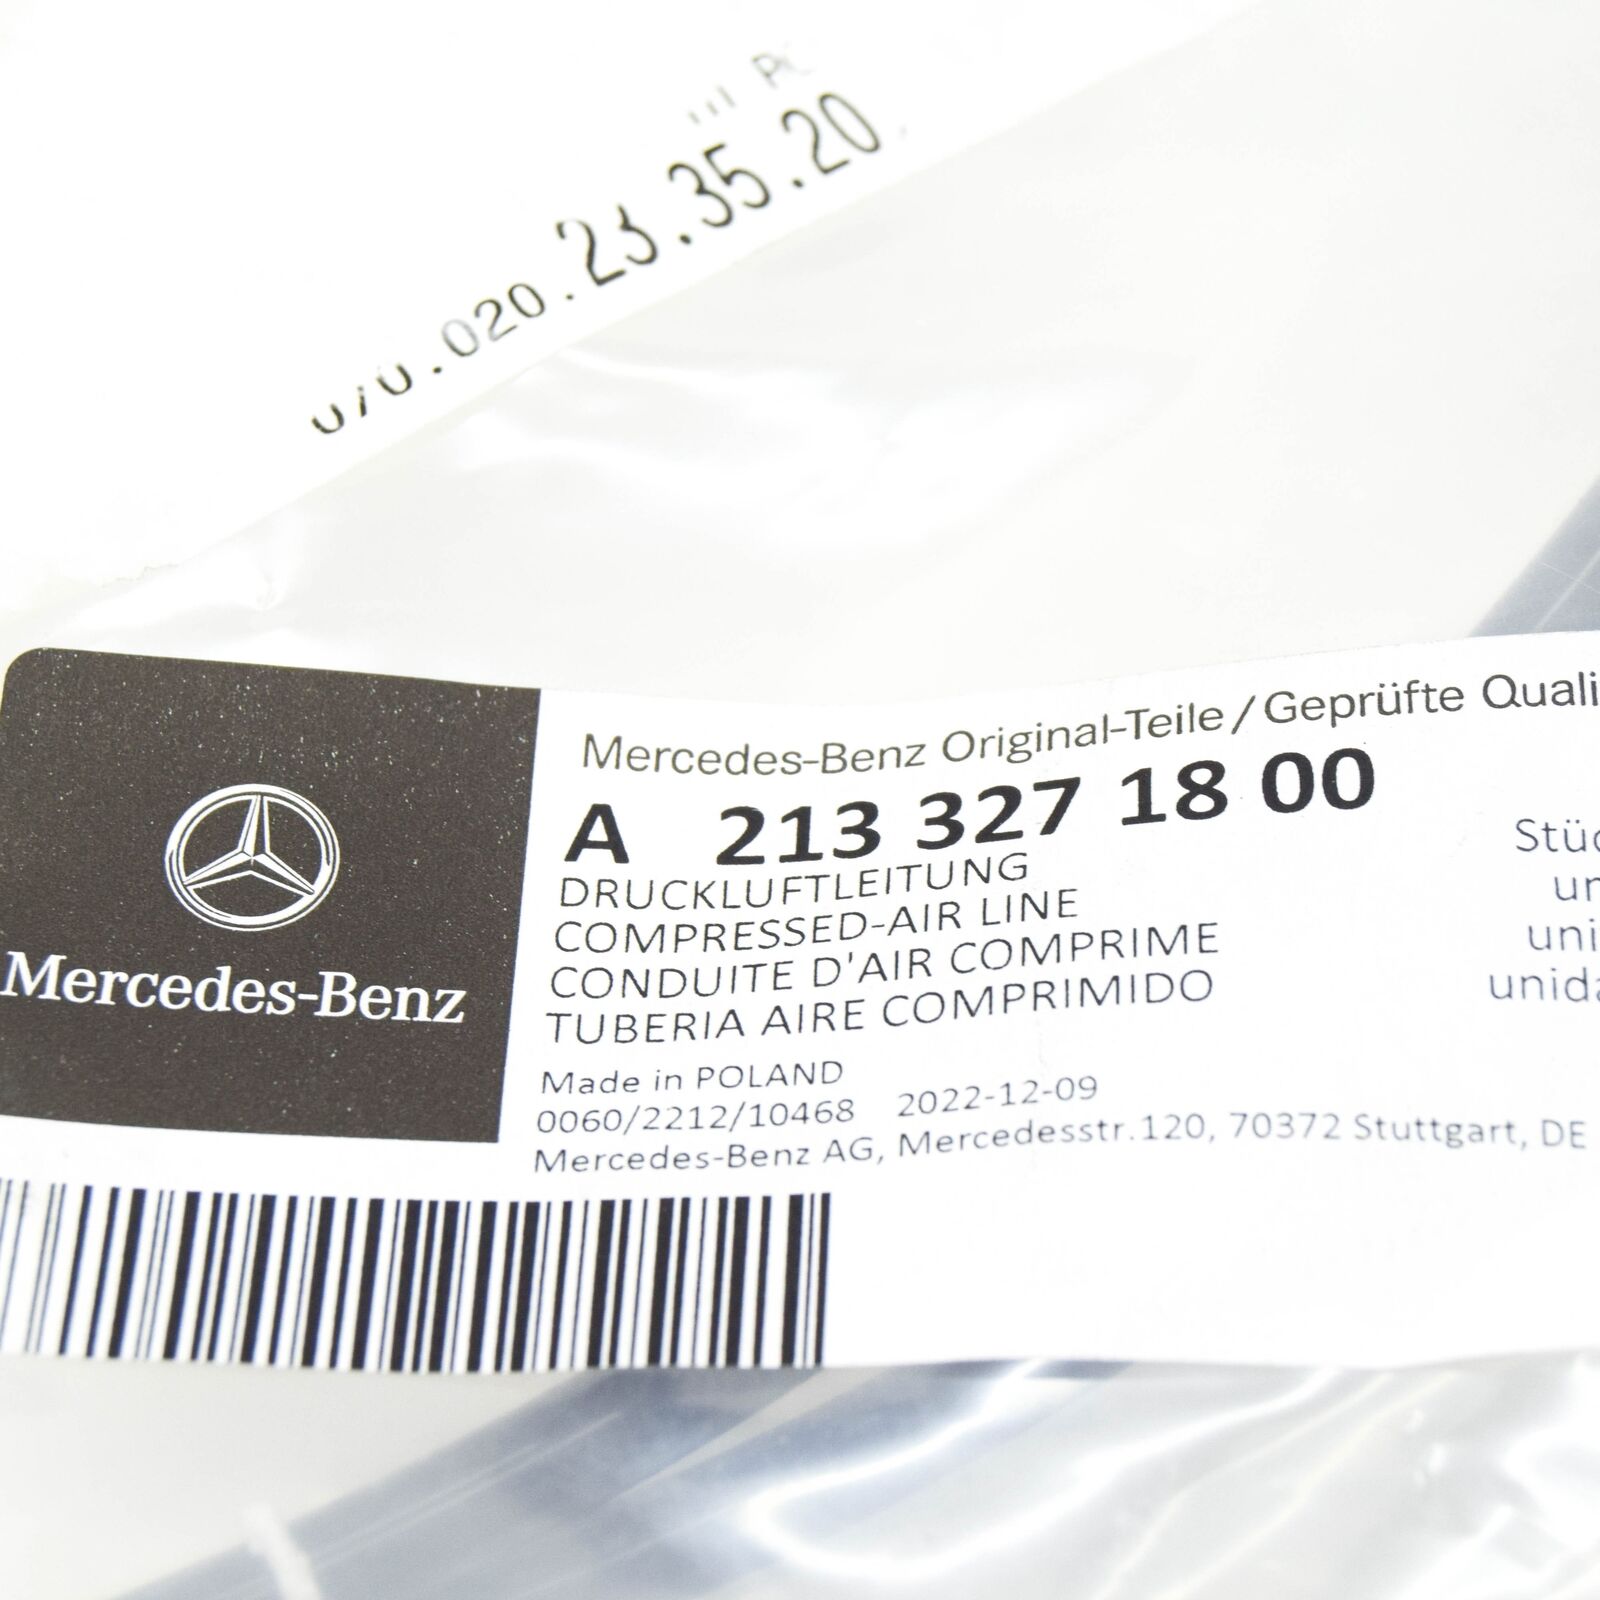 .020.23.35.20
Mercedes-Benz
Mercedes-Benz Original-Teile/Geprüfte
A 213 327 18 00
DRUCKLUFTLEITUNG
COMPRESSED-AIR LINE
CONDUITE D'AIR COMPRIME
TUBERIA AIRE COMPRIMIDO
Made in POLAND
0060/2212/10468 2022-12-09
Mercedes-Benz AG, Mercedesstr.120, 70372 Stuttgart, DE